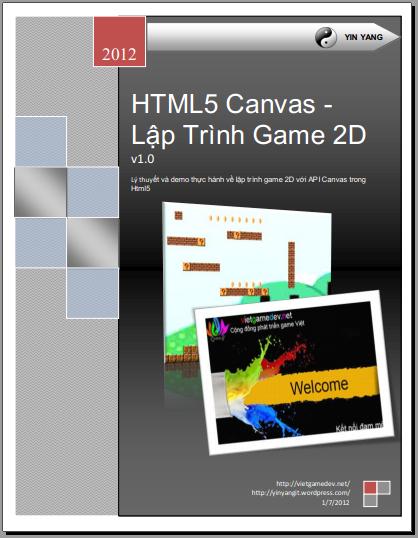 2012
YIN YANG
HTML5 Canvas -
Lập Trình Game 2D
v1.0
Lý thuyết và demo thực hành về lập trình game 2D với API Canvas trong
Html5
vietgamedev.net
Cộng đồng phát triển game Việt
Welcome
Kết nối đam m
http://vietgamedev.net/
http://yinyangit.wordpress.com/
1/7/2012